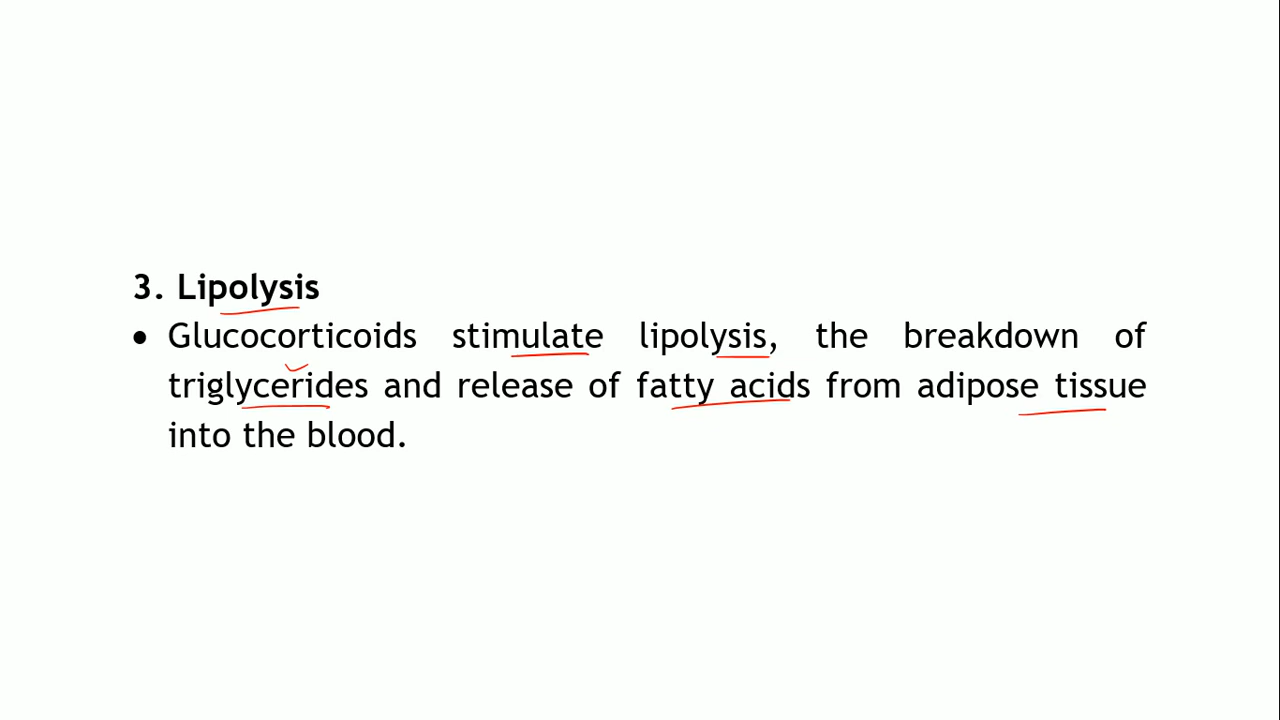 3. Lipolysis
• Glucocorticoids stimulate lipolysis, the breakdown of
triglycerides and release of fatty acids from adipose tissue
into the blood.